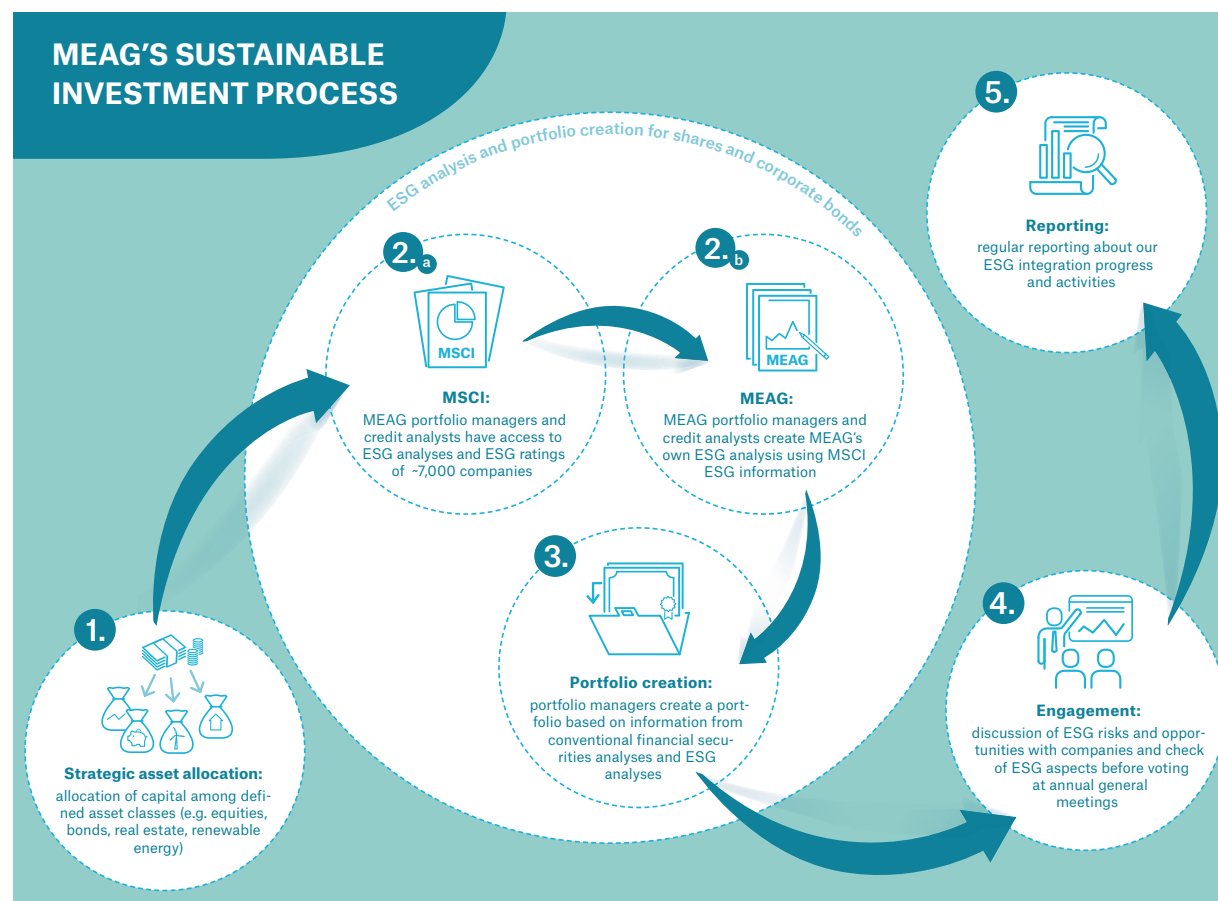 MEAG'S SUSTAINABLE
INVESTMENT PROCESS
ESG analysis and portfolio creation for shares and corporate bonds
1.
Strategic asset allocation:
allocation of capital among defi-
ned asset classes (e.g. equities,
bonds, real estate, renewable
energy)
2.
a
MSCI
MSCI:
MEAG portfolio managers and
credit analysts have access to
ESG analyses and ESG ratings
of ~7,000 companies
2.
b
MEAG
MEAG:
MEAG portfolio managers and
credit analysts create MEAG's
own ESG analysis using MSCI
ESG information
3.
Portfolio creation:
portfolio managers create a port-
folio based on information from
conventional financial secu-
rities analyses and ESG
analyses
4.
Engagement:
discussion of ESG risks and oppor-
tunities with companies and check
of ESG aspects before voting
at annual general
meetings
5.
Reporting:
regular reporting about our
ESG integration progress
and activities